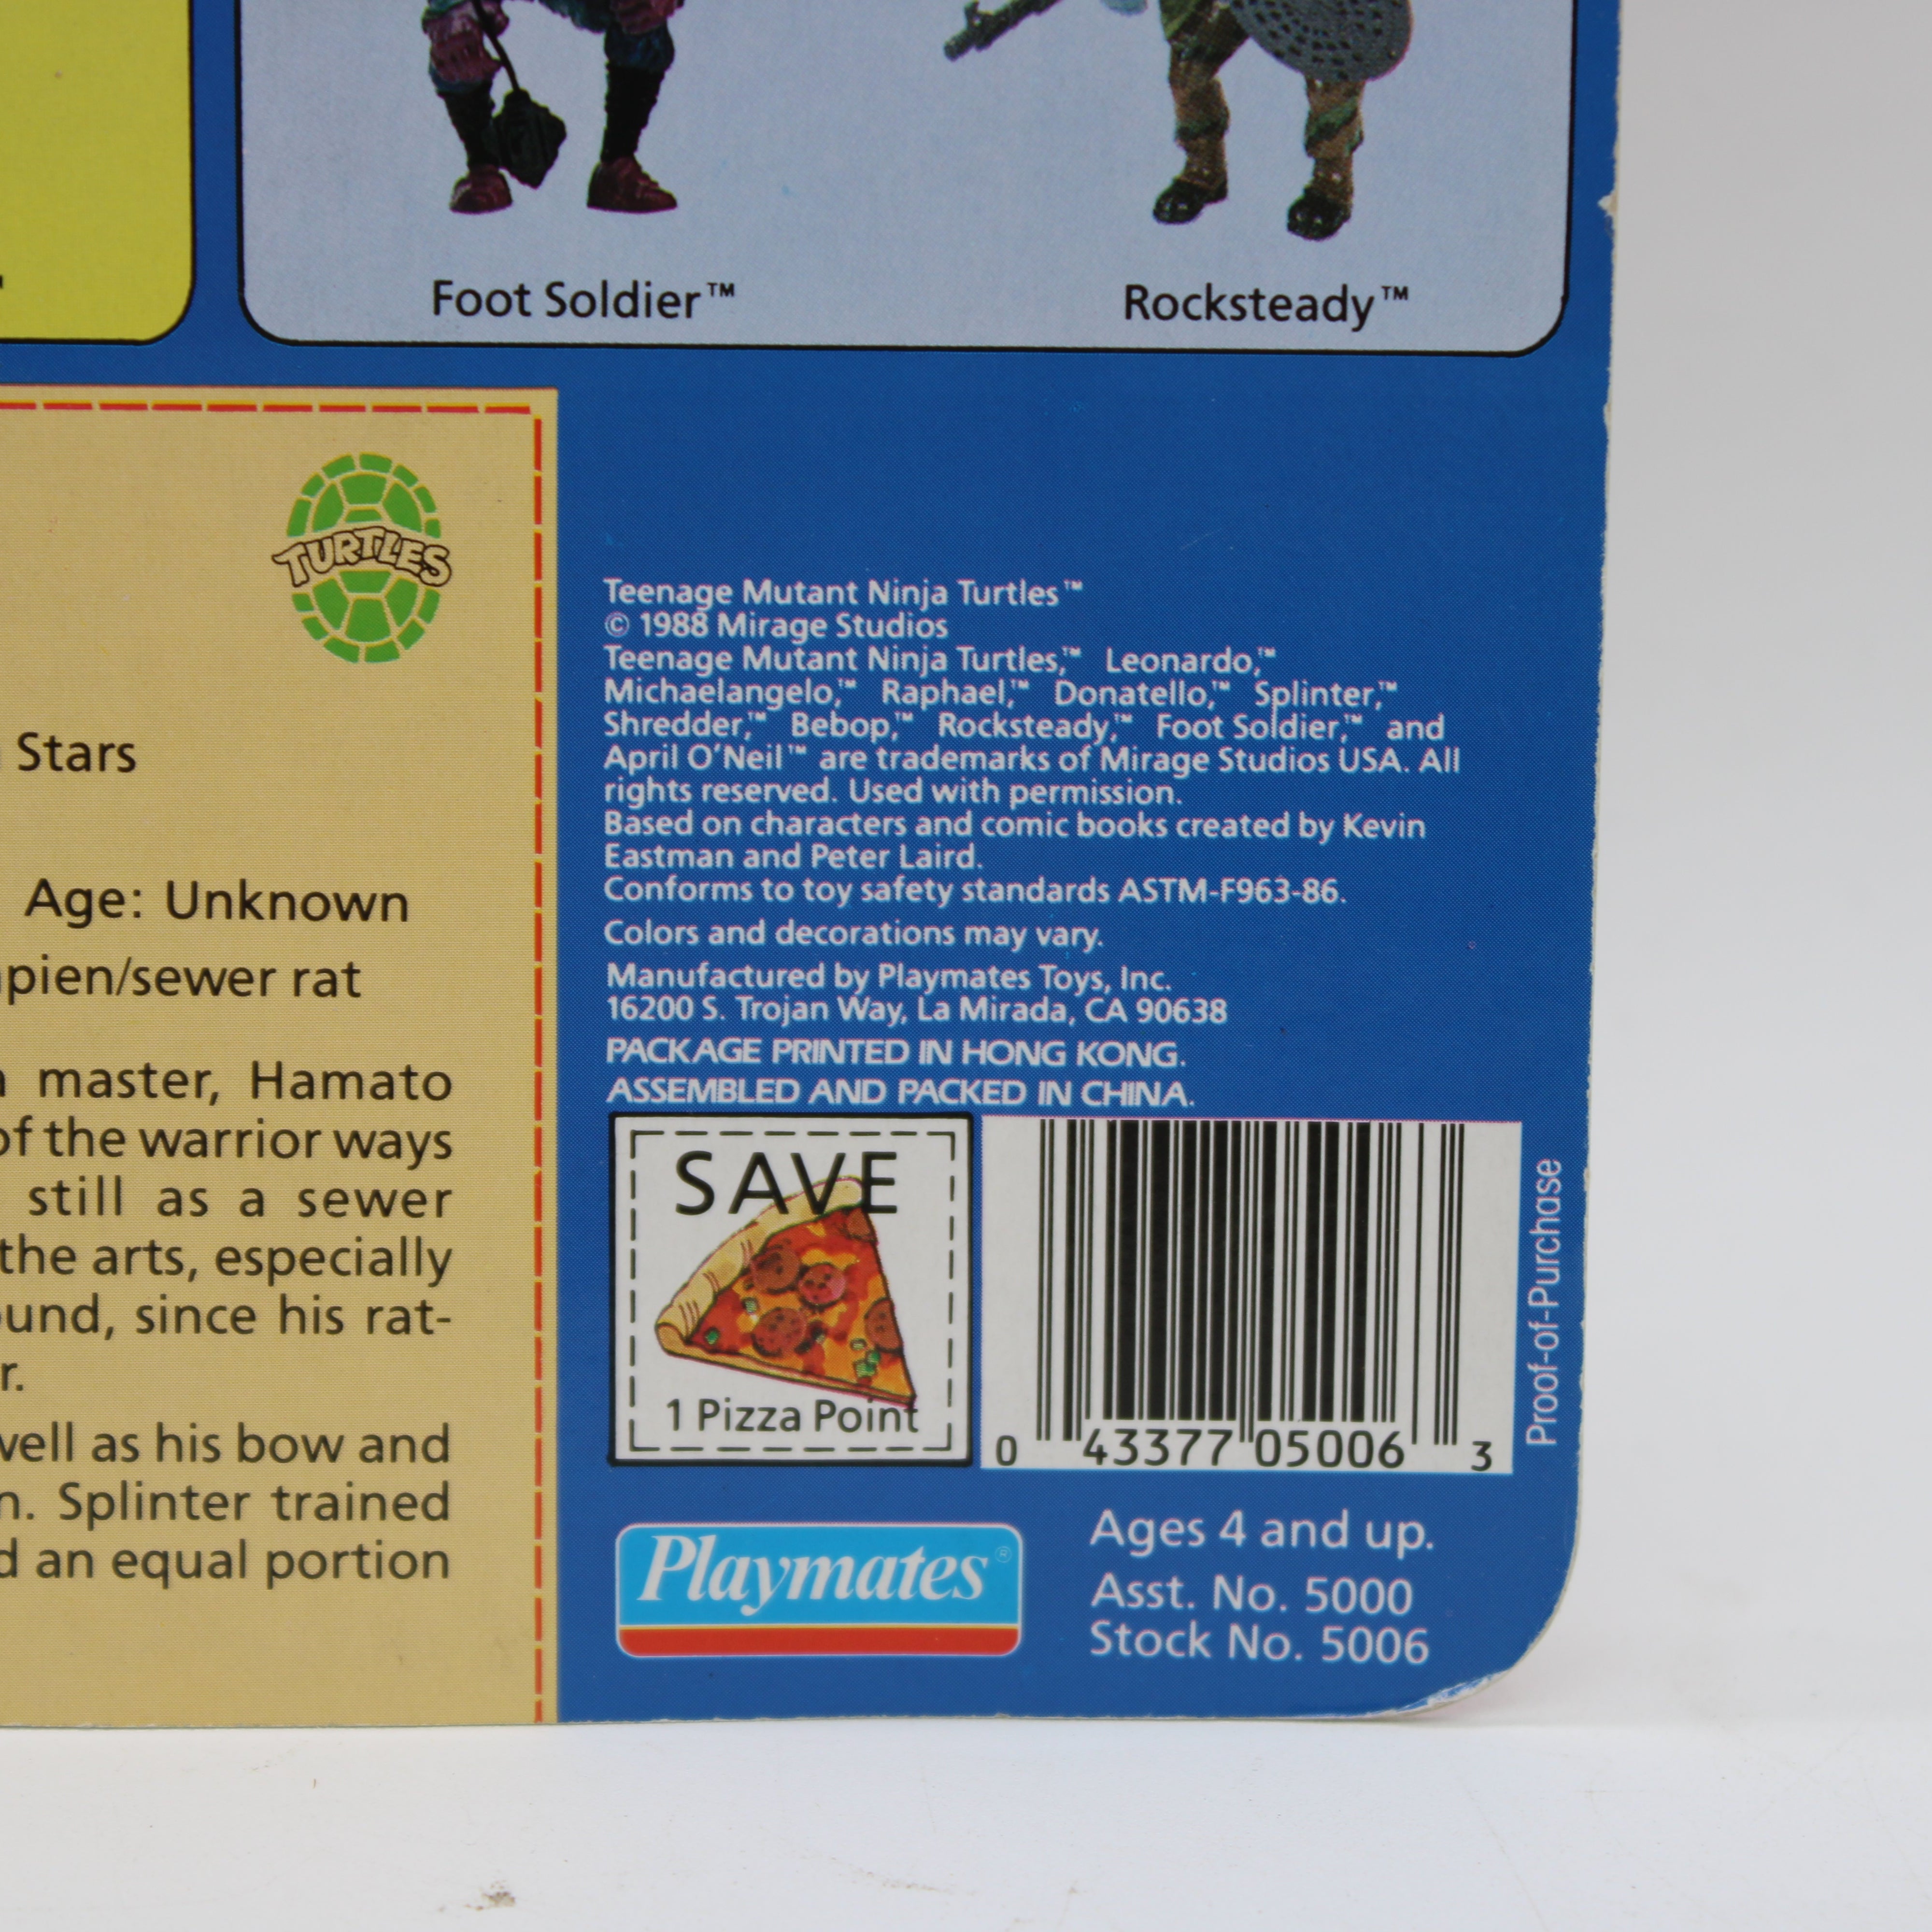 Foot Soldier™
Rocksteady™
TURTLES
Stars
Age: Unknown
pien/sewer rat
master, Hamato
of the warrior ways
still as a sewer
the arts, especially
ound, since his rat-
r.
well as his bow and
n. Splinter trained
d an equal portion
Teenage Mutant Ninja Turtles™
© 1988 Mirage Studios
Teenage Mutant Ninja Turtles,™ Leonardo,™
Michaelangelo,™ Raphael,™ Donatello,™ Splinter,™
Shredder,™ Bebop,™ Rocksteady,™ Foot Soldier,™ and
April O'Neil™ are trademarks of Mirage Studios USA. All
rights reserved. Used with permission.
Based on characters and comic books created by Kevin
Eastman and Peter Laird.
Conforms to toy safety standards ASTM-F963-86.
Colors and decorations may vary.
Manufactured by Playmates Toys, Inc.
16200 S. Trojan Way, La Mirada, CA 90638
PACKAGE PRINTED IN HONG KONG.
ASSEMBLED AND PACKED IN CHINA.
SAVE
1 Pizza Point
0 43377 05006 3
Proof-of-Purchase
Playmates®
Ages 4 and up.
Asst. No. 5000
Stock No. 5006